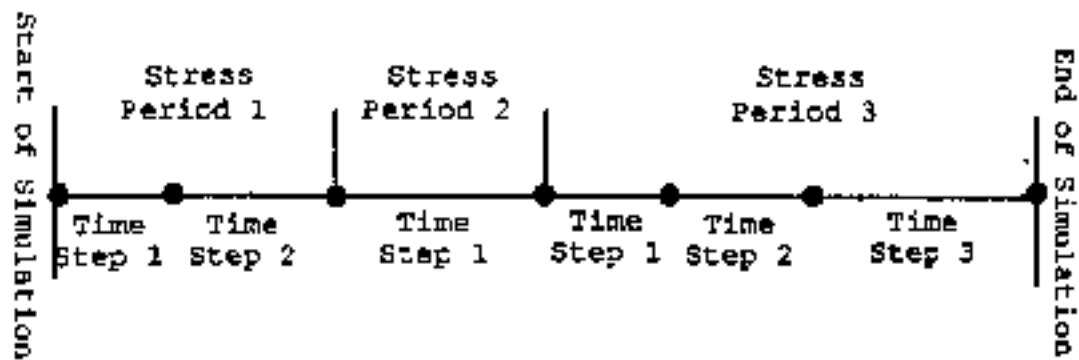 Start of Simulation
Stress
Period 1
Stress
Period 2
Stress
Period 3
End of Simulation
Time
Step 1
Time
Step 2
Time
Step 1
Time
Step 1
Time
Step 2
Time
Step 3